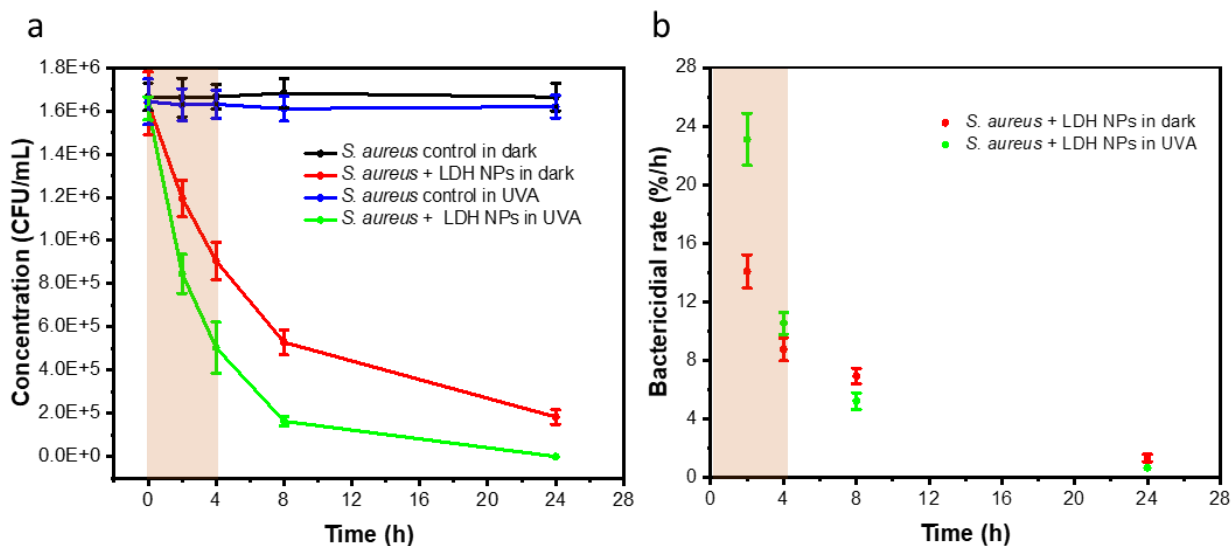 a
1.8E+6
1.6E+6
1.4E+6
1.2E+6
1.0E+6
8.0E+5
6.0E+5
4.0E+5
2.0E+5
0.0E+0
Concentration (CFU/mL)
S. aureus control in dark
S. aureus + LDH NPs in dark
S. aureus control in UVA
S. aureus + LDH NPs in UVA
0 4 8 12 16 20 24 28
Time (h)
b
28
24
20
16
12
8
4
0
Bactericidial rate (%/h)
S. aureus + LDH NPs in dark
S. aureus + LDH NPs in UVA
0 4 8 12 16 20 24 28
Time (h)